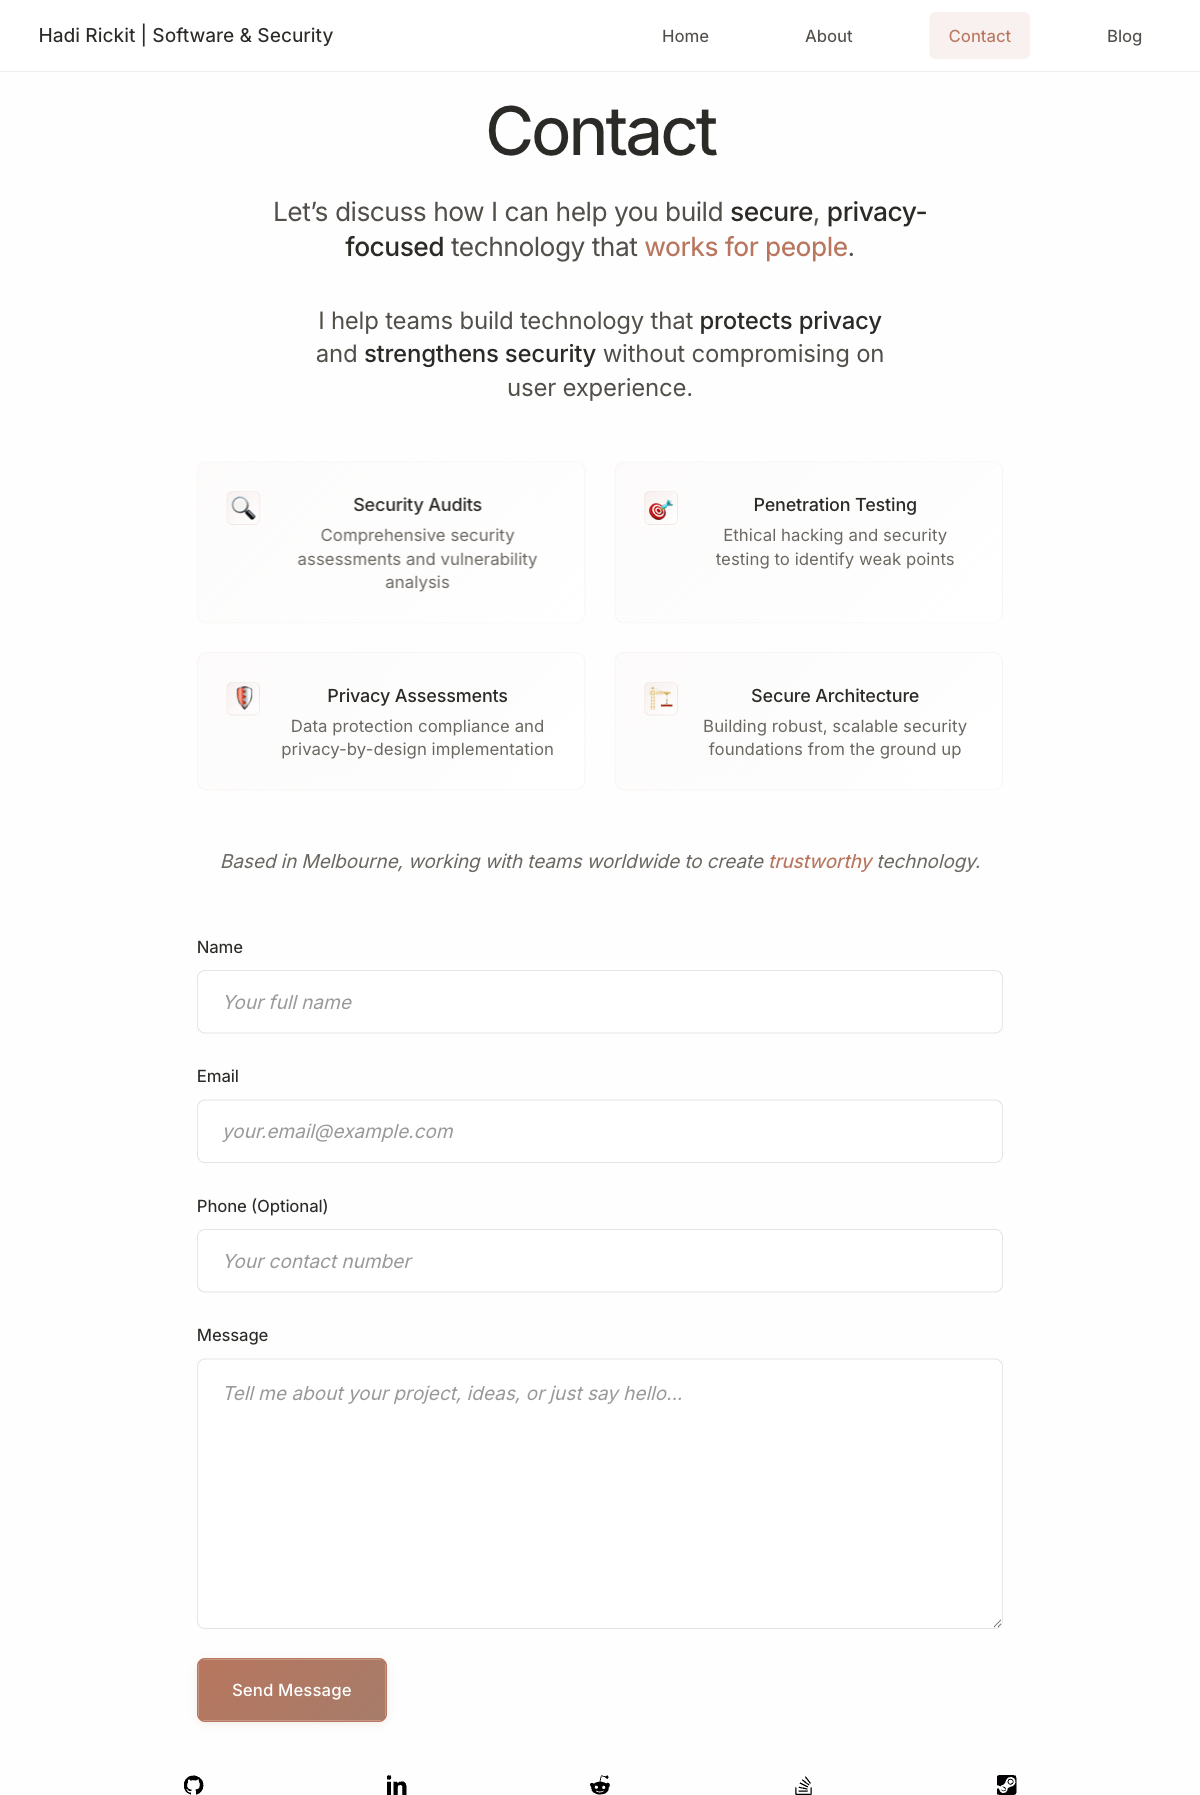 Hadi Rickit | Software & Security
Home
About
Contact
Blog
Contact
Let’s discuss how I can help you build secure, privacy-
focused technology that works for people.
I help teams build technology that protects privacy
and strengthens security without compromising on
user experience.
Security Audits
Comprehensive security
assessments and vulnerability
analysis
Penetration Testing
Ethical hacking and security
testing to identify weak points
Privacy Assessments
Data protection compliance and
privacy-by-design implementation
Secure Architecture
Building robust, scalable security
foundations from the ground up
Based in Melbourne, working with teams worldwide to create trustworthy technology.
Name
Your full name
Email
your.email@example.com
Phone (Optional)
Your contact number
Message
Tell me about your project, ideas, or just say hello...
Send Message
in